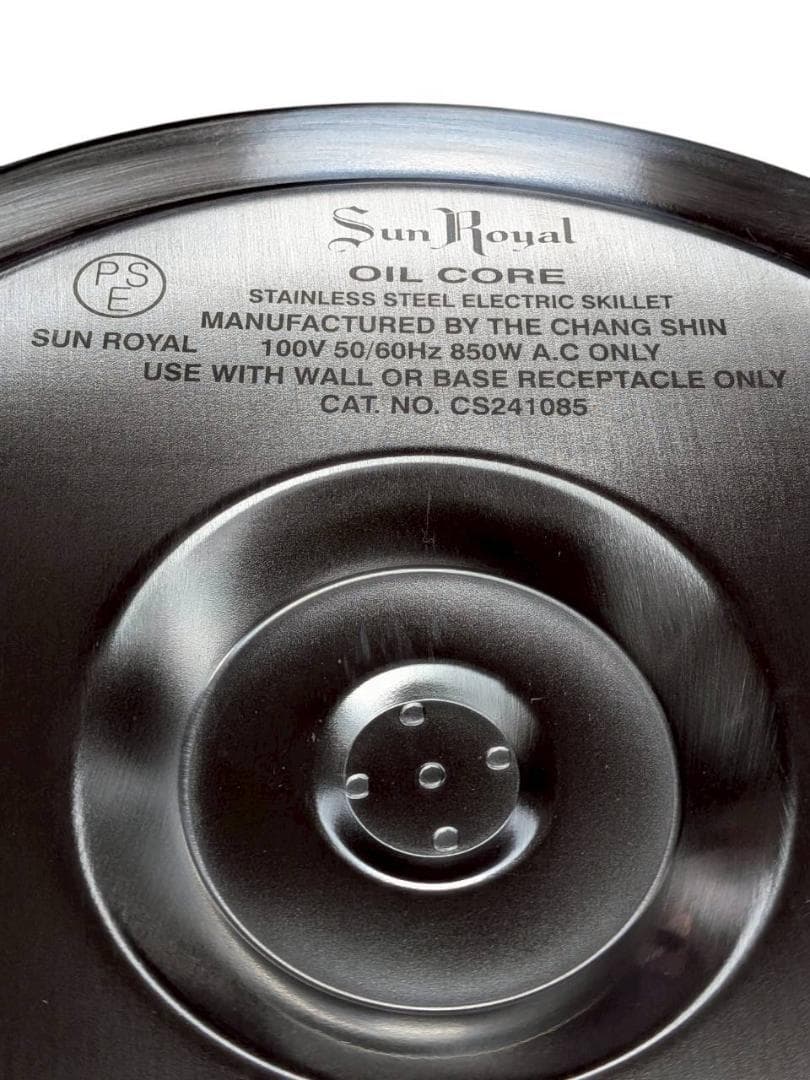 Sun Royal
OIL CORE
STAINLESS STEEL ELECTRIC SKILLET
MANUFACTURED BY THE CHANG SHIN
100V 50/60Hz 850W A.C ONLY
USE WITH WALL OR BASE RECEPTACLE ONLY
CAT. NO. CS241085
PS
E
SUN ROYAL